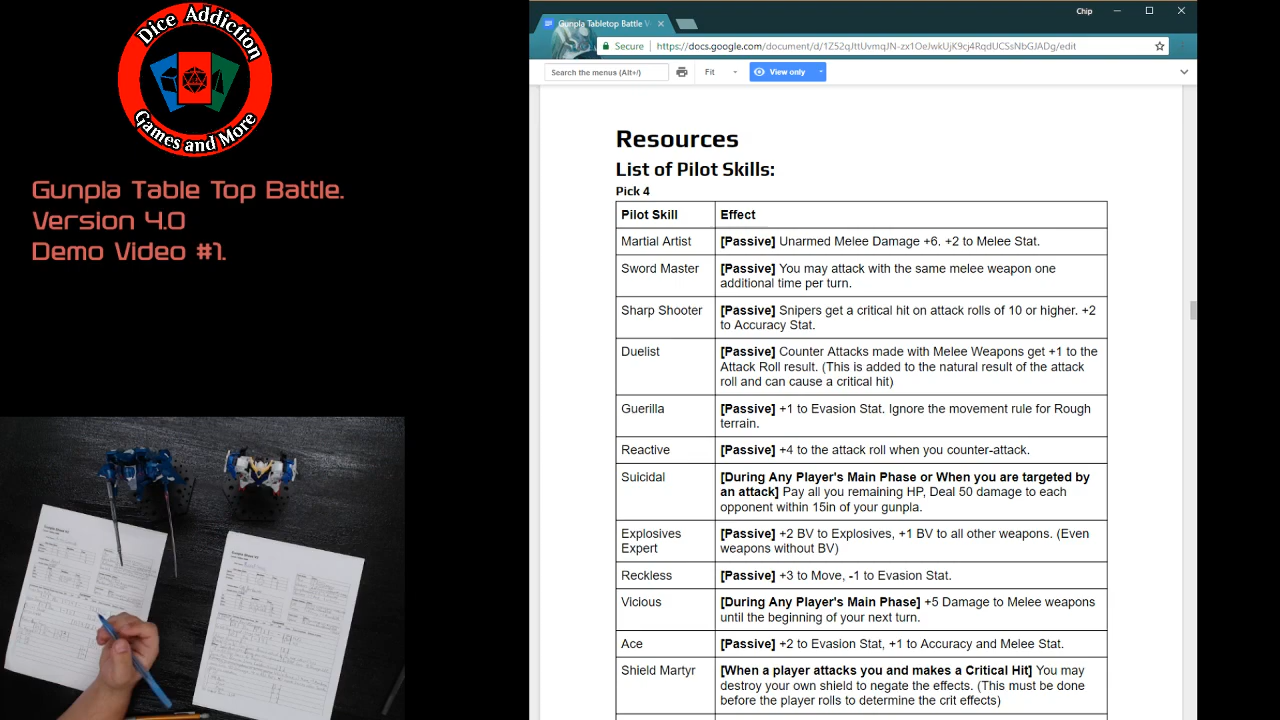 Dice Addiction
Games and More
Gunpla Table Top Battle.
Version 4.0
Demo Video #1.
Chip
Gunpla Tabletop Battle V
Secure
https://docs.google.com/document/d/1Z52qJttUvmqJN-zx1OeJwkUjK9cj4RqdUCSsNbGJADg/edit
Search the menus (Alt+/)
Fit
View only
Resources
List of Pilot Skills:
Pick 4
Pilot Skill Effect
Martial Artist [Passive] Unarmed Melee Damage +6. +2 to Melee Stat.
Sword Master [Passive] You may attack with the same melee weapon one
additional time per turn.
Sharp Shooter [Passive] Snipers get a critical hit on attack rolls of 10 or higher. +2
to Accuracy Stat.
Duelist [Passive] Counter Attacks made with Melee Weapons get +1 to the
Attack Roll result. (This is added to the natural result of the attack
roll and can cause a critical hit)
Guerilla [Passive] +1 to Evasion Stat. Ignore the movement rule for Rough
terrain.
Reactive [Passive] +4 to the attack roll when you counter-attack.
Suicidal [During Any Player's Main Phase or When you are targeted by
an attack] Pay all you remaining HP, Deal 50 damage to each
opponent within 15in of your gunpla.
Explosives [Passive] +2 BV to Explosives, +1 BV to all other weapons. (Even
Expert weapons without BV)
Reckless [Passive] +3 to Move, -1 to Evasion Stat.
Vicious [During Any Player's Main Phase] +5 Damage to Melee weapons
until the beginning of your next turn.
Ace [Passive] +2 to Evasion Stat, +1 to Accuracy and Melee Stat.
Shield Martyr [When a player attacks you and makes a Critical Hit] You may
destroy your own shield to negate the effects. (This must be done
before the player rolls to determine the crit effects)